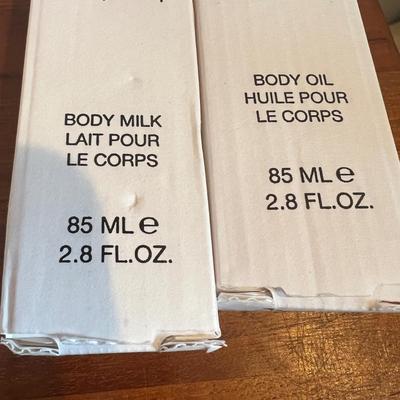 BODY MILK
LAIT POUR
LE CORPS
85 ML e
2.8 FL.OZ.
BODY OIL
HUILE POUR
LE CORPS
85 ML e
2.8 FL.OZ.